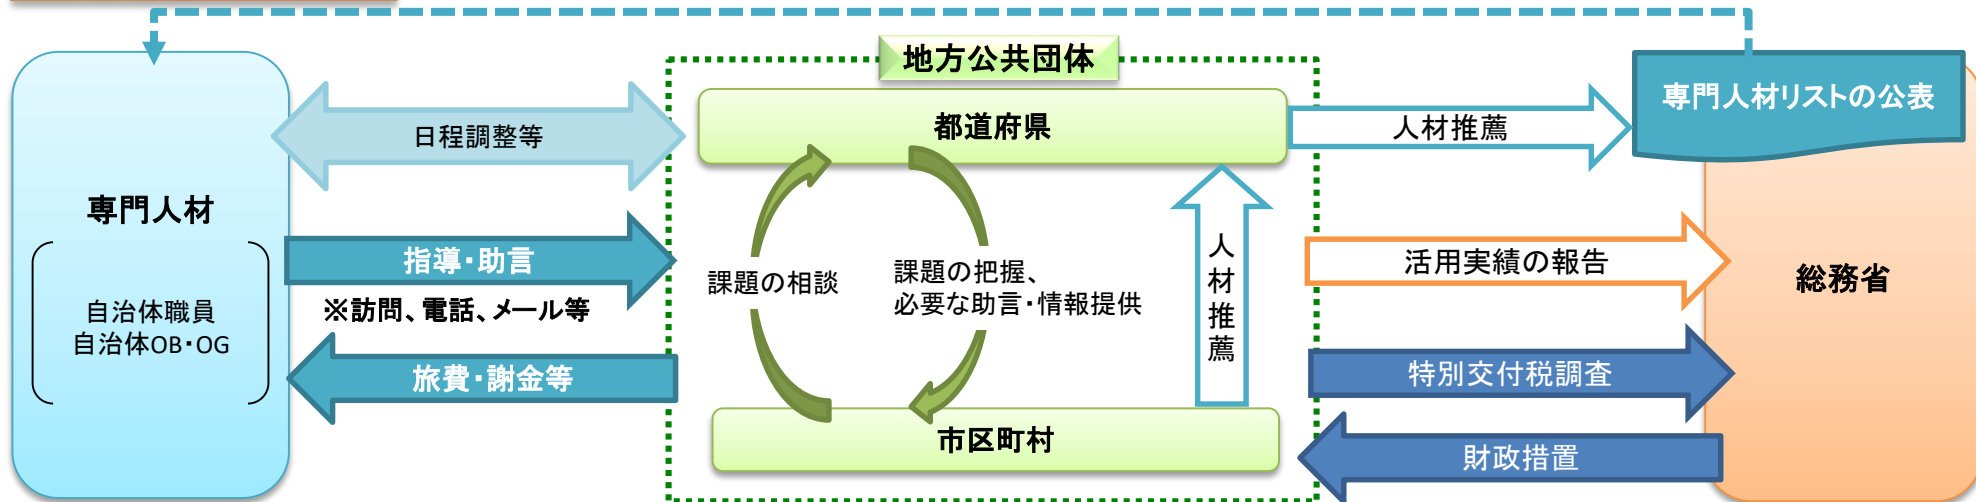 地方公共団体
専門人材リストの公表
都道府県
人材推薦
日程調整等
専門人材
自治体職員
自治体OB・OG
指導・助言
※訪問、電話、メール等
旅費・謝金等
課題の相談
課題の把握、
必要な助言・情報提供
人材推薦
活用実績の報告
総務省
特別交付税調査
市区町村
財政措置